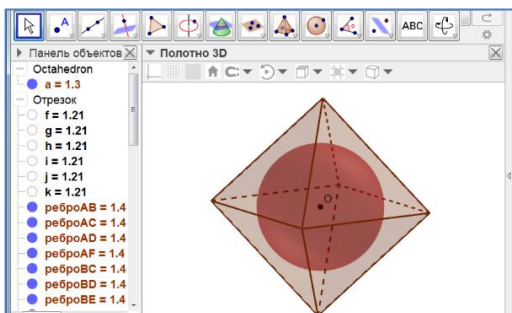 ABC
Панель объектов
Полотно 3D
Octahedron
a = 1.3
Отрезок
f = 1.21
g = 1.21
h = 1.21
i = 1.21
j = 1.21
k = 1.21
реброAB = 1.4
реброAC = 1.4
реброAD = 1.4
реброAF = 1.4
реброBC = 1.4
реброBD = 1.4
реброBE = 1.4
O